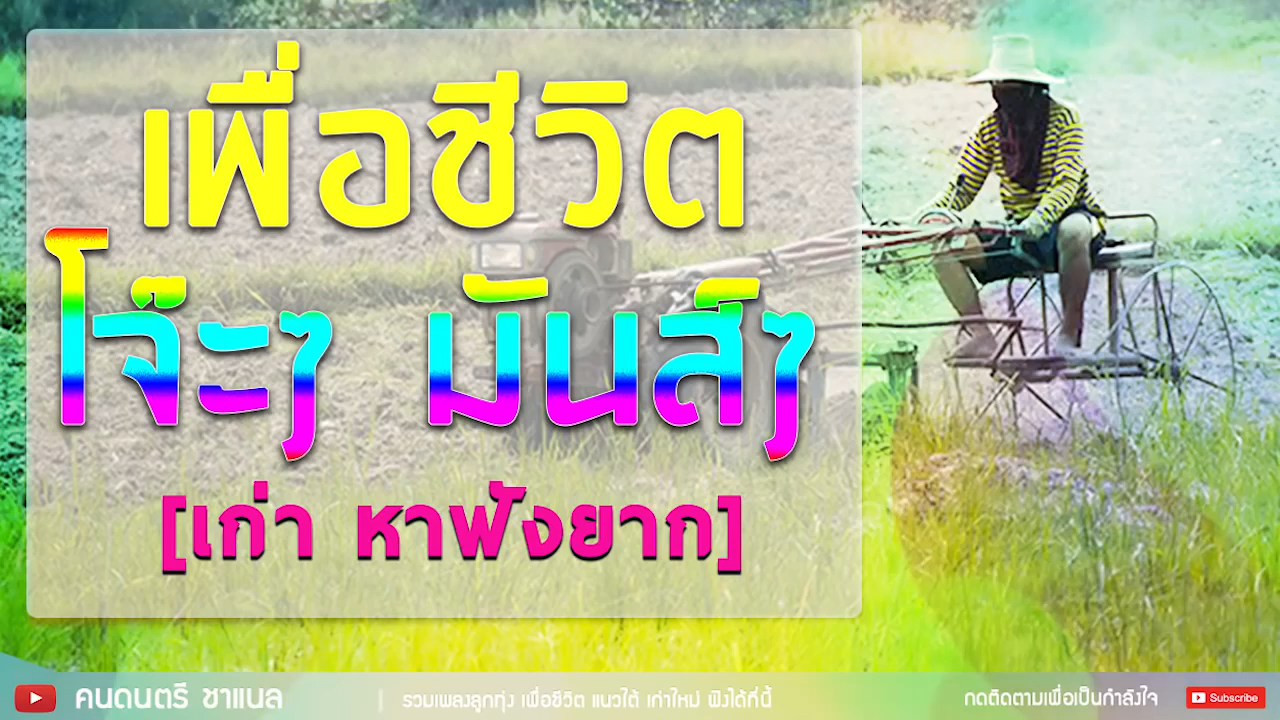 เพื่อชีวิต
โจ๊ะๆ มันส์ๆ
[เก่า หาฟังยาก]
คนดนตรี ชาแนล | รวมเพลงลูกทุ่ง เพื่อชีวิต แนวใต้ เก่าใหม่ ฟังได้ที่นี่ กดติดตามเพื่อเป็นกำลังใจ Subscribe